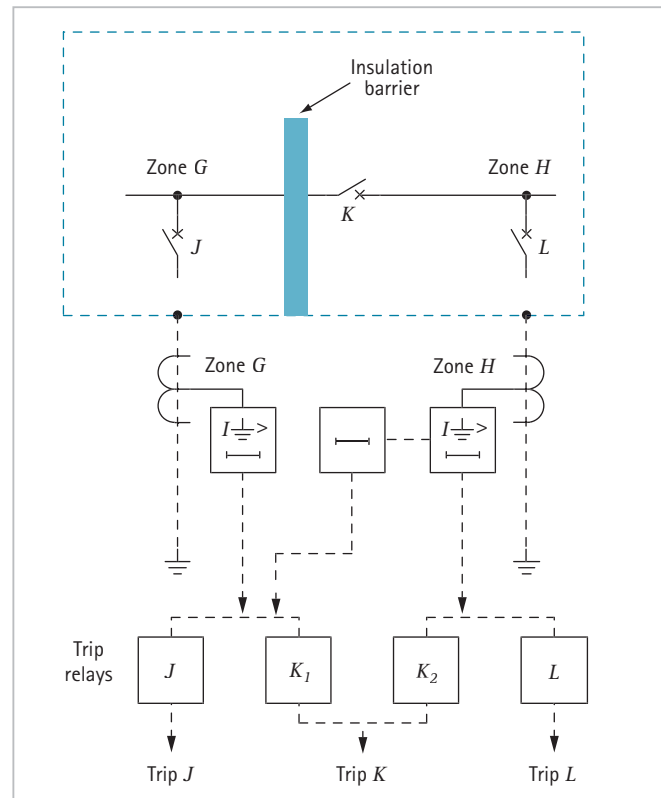 Insulation
barrier
Zone G
Zone H
K
J
L
Zone G
Zone H
I >
I >
Trip
relays
J
K1
K2
L
Trip J
Trip K
Trip L